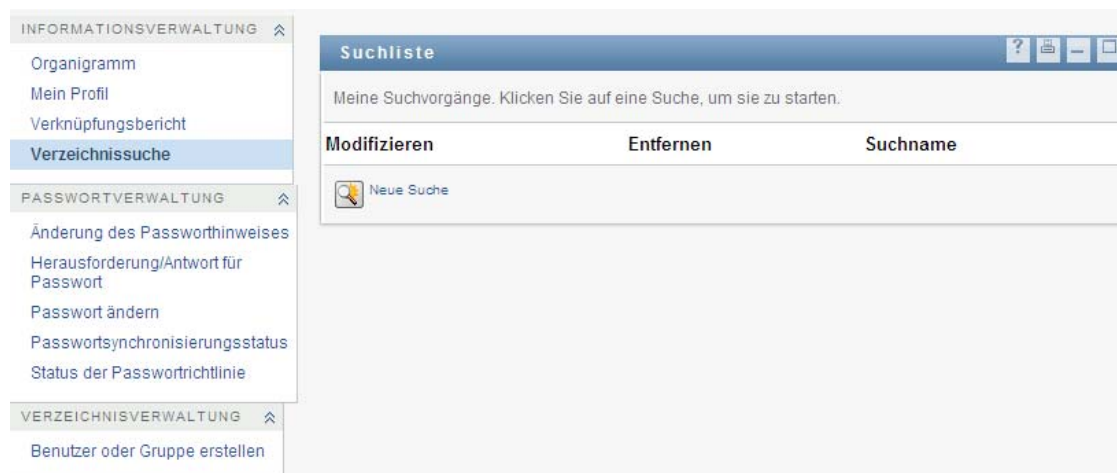 INFORMATIONSVERWALTUNG
Organigramm
Mein Profil
Verknüpfungsbericht
Verzeichnissuche
PASSWORTVERWALTUNG
Änderung des Passworthinweises
Herausforderung/Antwort für
Passwort
Passwort ändern
Passwortsynchronisierungsstatus
Status der Passwortrichtlinie
VERZEICHNISVERWALTUNG
Benutzer oder Gruppe erstellen
Suchliste
?
Meine Suchvorgänge. Klicken Sie auf eine Suche, um sie zu starten.
Modifizieren Entfernen Suchname
Neue Suche